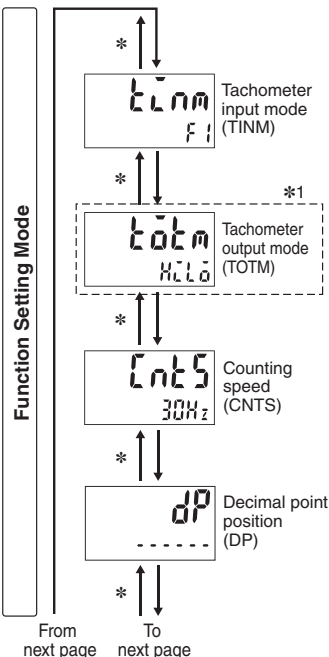 Function Setting Mode
*
tinm
F1
Tachometer
input mode
(TINM)
*
*1
totm
HiLo
Tachometer
output mode
(TOTM)
*
CntS
30Hz
Counting
speed
(CNTS)
*
dP
------
Decimal point
position
(DP)
*
From
next page
To
next page